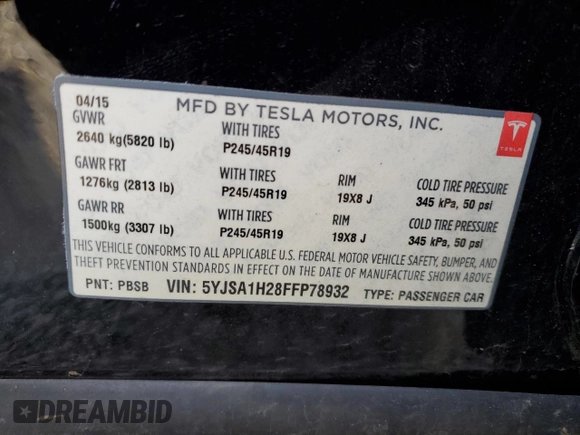 04/15 MFD BY TESLA MOTORS, INC.
GVWR WITH TIRES
2640 kg(5820 lb) P245/45R19
TESLA
GAWR FRT WITH TIRES RIM COLD TIRE PRESSURE
1276kg (2813 lb) P245/45R19 19X8 J 345 kPa, 50 psi
GAWR RR WITH TIRES RIM COLD TIRE PRESSURE
1500kg (3307 lb) P245/45R19 19X8 J 345 kPa, 50 psi
THIS VEHICLE CONFORMS TO ALL APPLICABLE U.S. FEDERAL MOTOR VEHICLE SAFETY, BUMPER, AND
THEFT PREVENTION STANDARDS IN EFFECT ON THE DATE OF MANUFACTURE SHOWN ABOVE.
PNT: PBSB VIN: 5YJSA1H28FFP78932 TYPE: PASSENGER CAR
DREAMBID